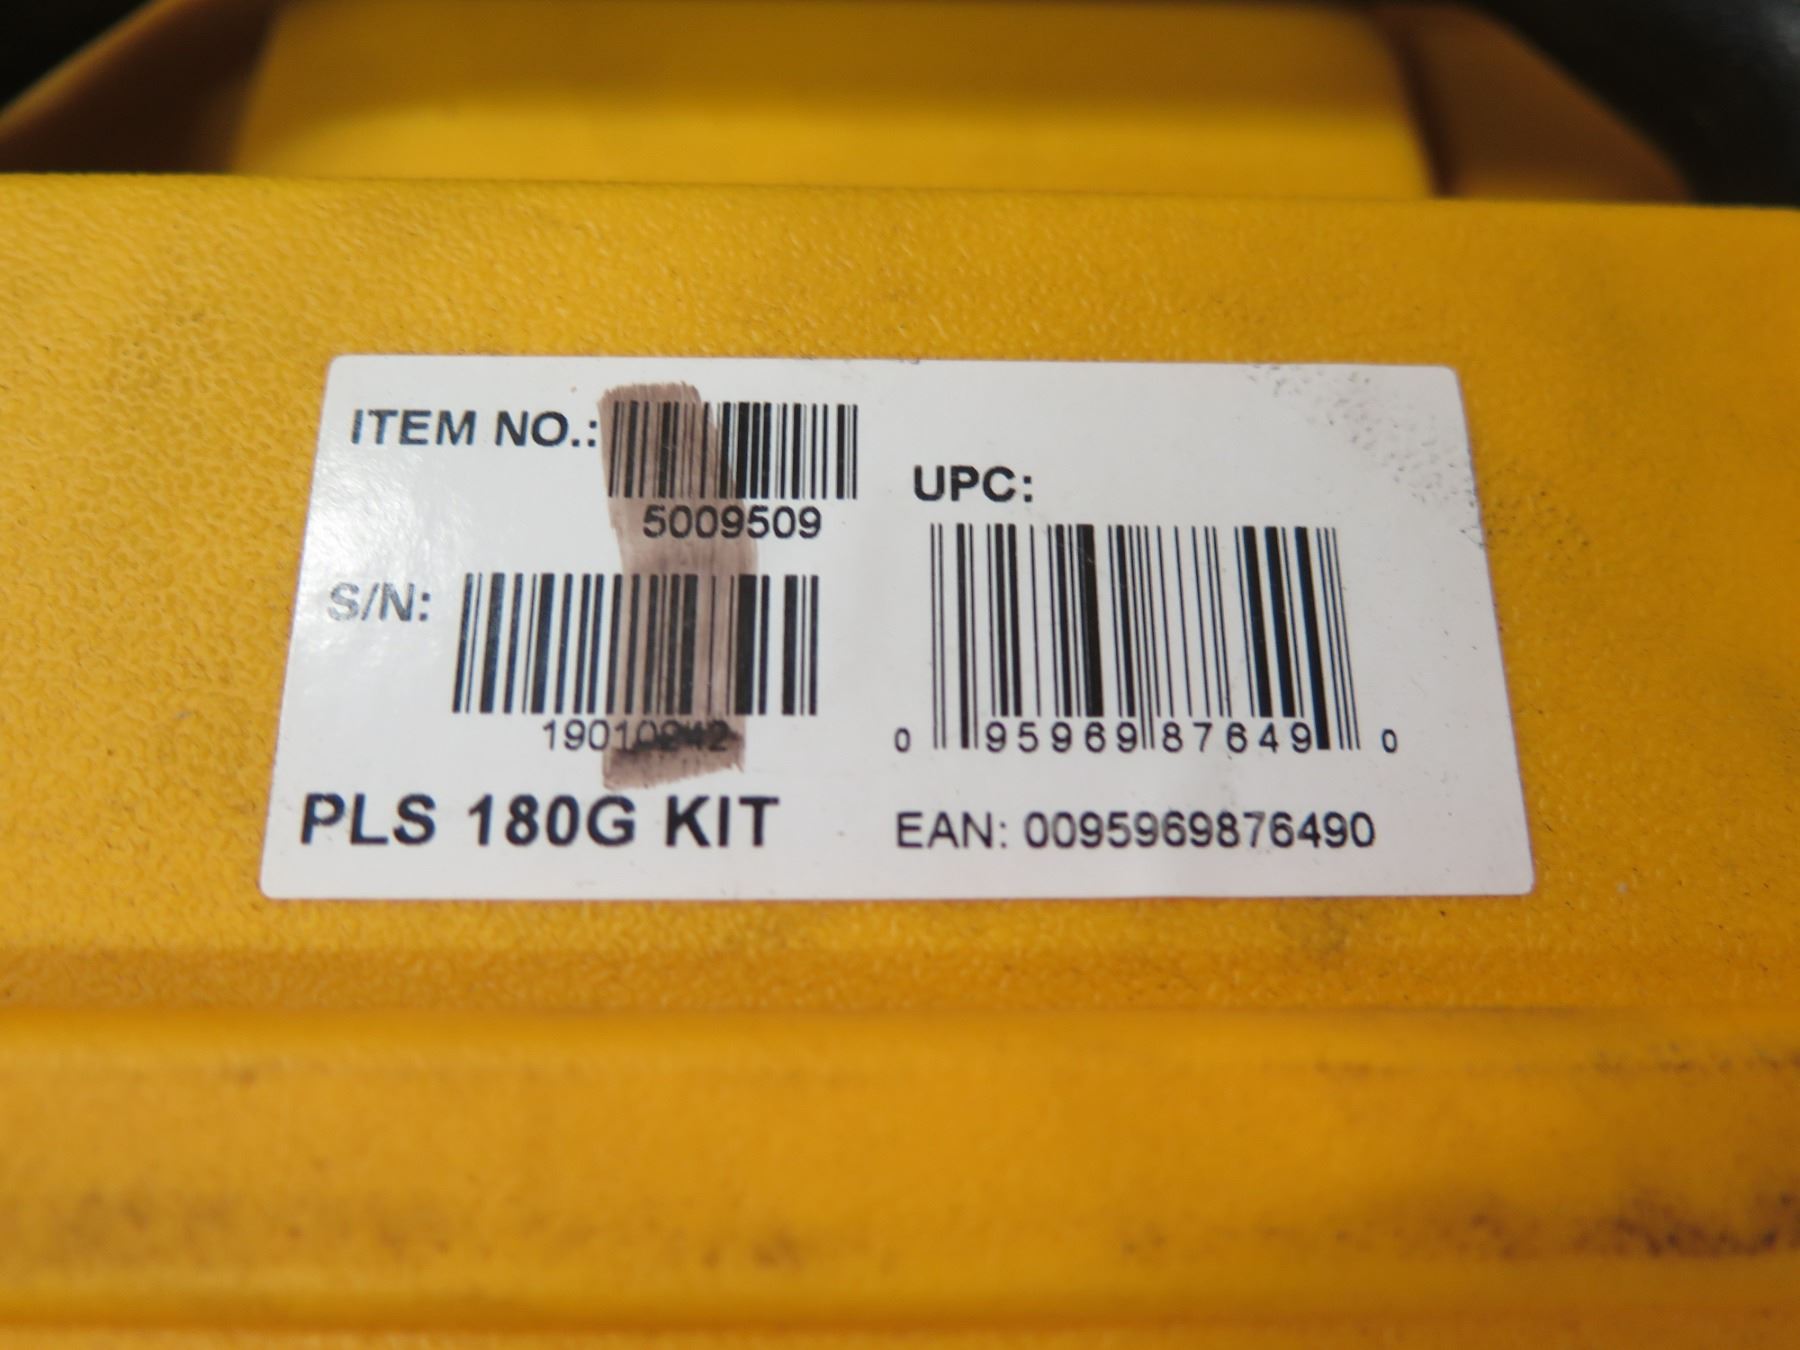 ITEM NO.:
5009509
S/N:
PLS 180G KIT
UPC:
0 95969 87649 0
EAN: 0095969876490